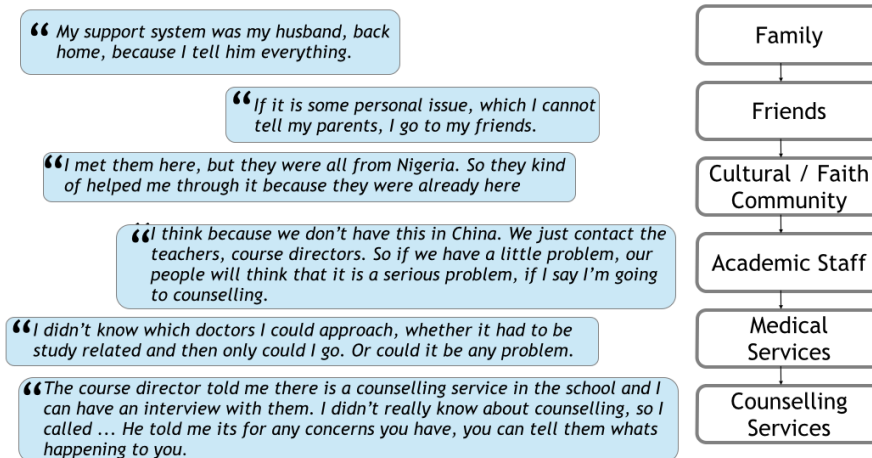 “ My support system was my husband, back
home, because I tell him everything.
Family
“ If it is some personal issue, which I cannot
tell my parents, I go to my friends.
Friends
“ I met them here, but they were all from Nigeria. So they kind
of helped me through it because they were already here
Cultural / Faith
Community
“ I think because we don’t have this in China. We just contact the
teachers, course directors. So if we have a little problem, our
people will think that it is a serious problem, if I say I’m going
to counselling.
Academic Staff
“ I didn’t know which doctors I could approach, whether it had to be
study related and then only could I go. Or could it be any problem.
Medical
Services
“ The course director told me there is a counselling service in the school and I
can have an interview with them. I didn’t really know about counselling, so I
called ... He told me its for any concerns you have, you can tell them whats
happening to you.
Counselling
Services